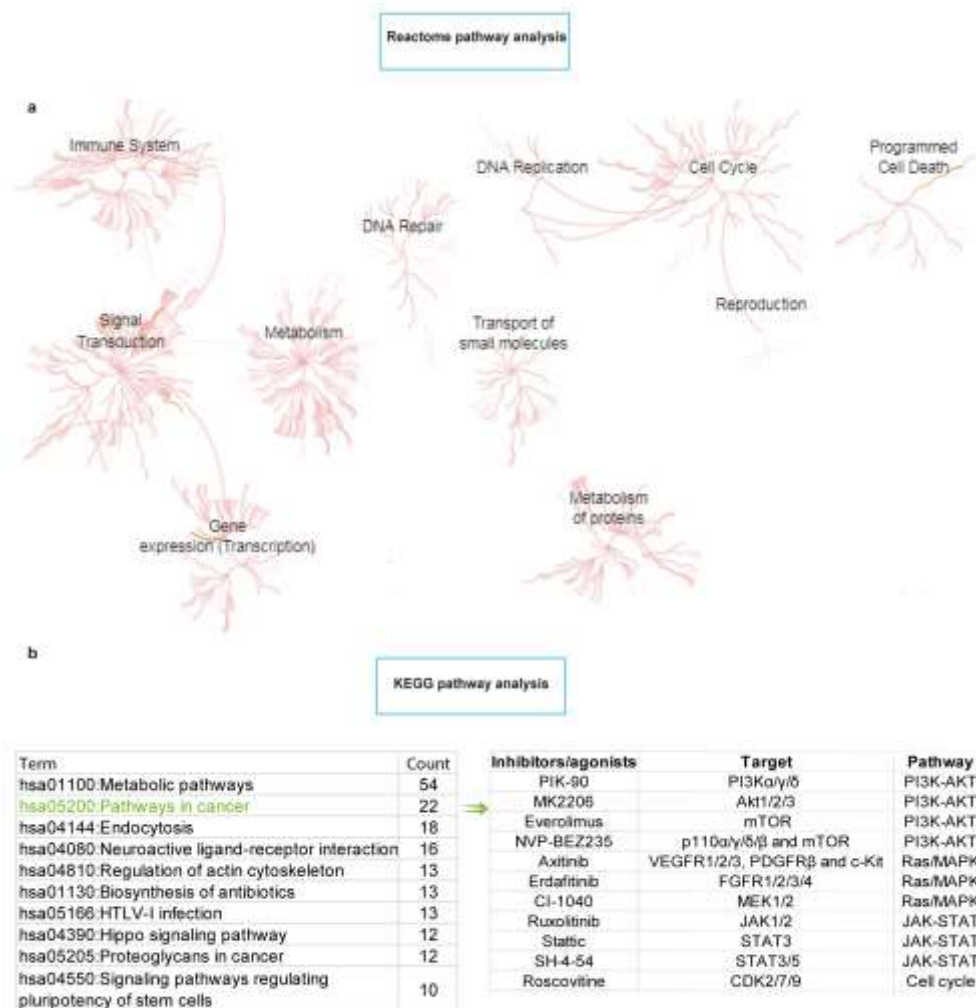 Reactome pathway analysis
a
Immune System
DNA Replication
Cell Cycle
Programmed
Cell Death
DNA Repair
Reproduction
Signal
Transduction
Metabolism
Transport of
small molecules
Metabolism
of proteins
Gene
expression (Transcription)
b
KEGG pathway analysis
Term Count
hsa01100:Metabolic pathways 54
hsa05200:Pathways in cancer 22
hsa04144:Endocytosis 18
hsa04080:Neuroactive ligand-receptor interaction 16
hsa04810:Regulation of actin cytoskeleton 13
hsa01130:Biosynthesis of antibiotics 13
hsa05166:HTLV-I infection 13
hsa04390:Hippo signaling pathway 12
hsa05205:Proteoglycans in cancer 12
hsa04550:Signaling pathways regulating
pluripotency of stem cells 10
Inhibitors/agonists Target Pathway
PIK-90 PI3Kα/γ/δ PI3K-AKT
MK2206 Akt1/2/3 PI3K-AKT
Everolimus mTOR PI3K-AKT
NVP-BEZ235 p110α/γ/δ/β and mTOR PI3K-AKT
Axitinib VEGFR1/2/3, PDGFRβ and c-Kit Ras/MAPK
Erdafitinib FGFR1/2/3/4 Ras/MAPK
CI-1040 MEK1/2 Ras/MAPK
Ruxolitinib JAK1/2 JAK-STAT
Stattic STAT3 JAK-STAT
SH-4-54 STAT3/5 JAK-STAT
Roscovitine CDK2/7/9 Cell cycle